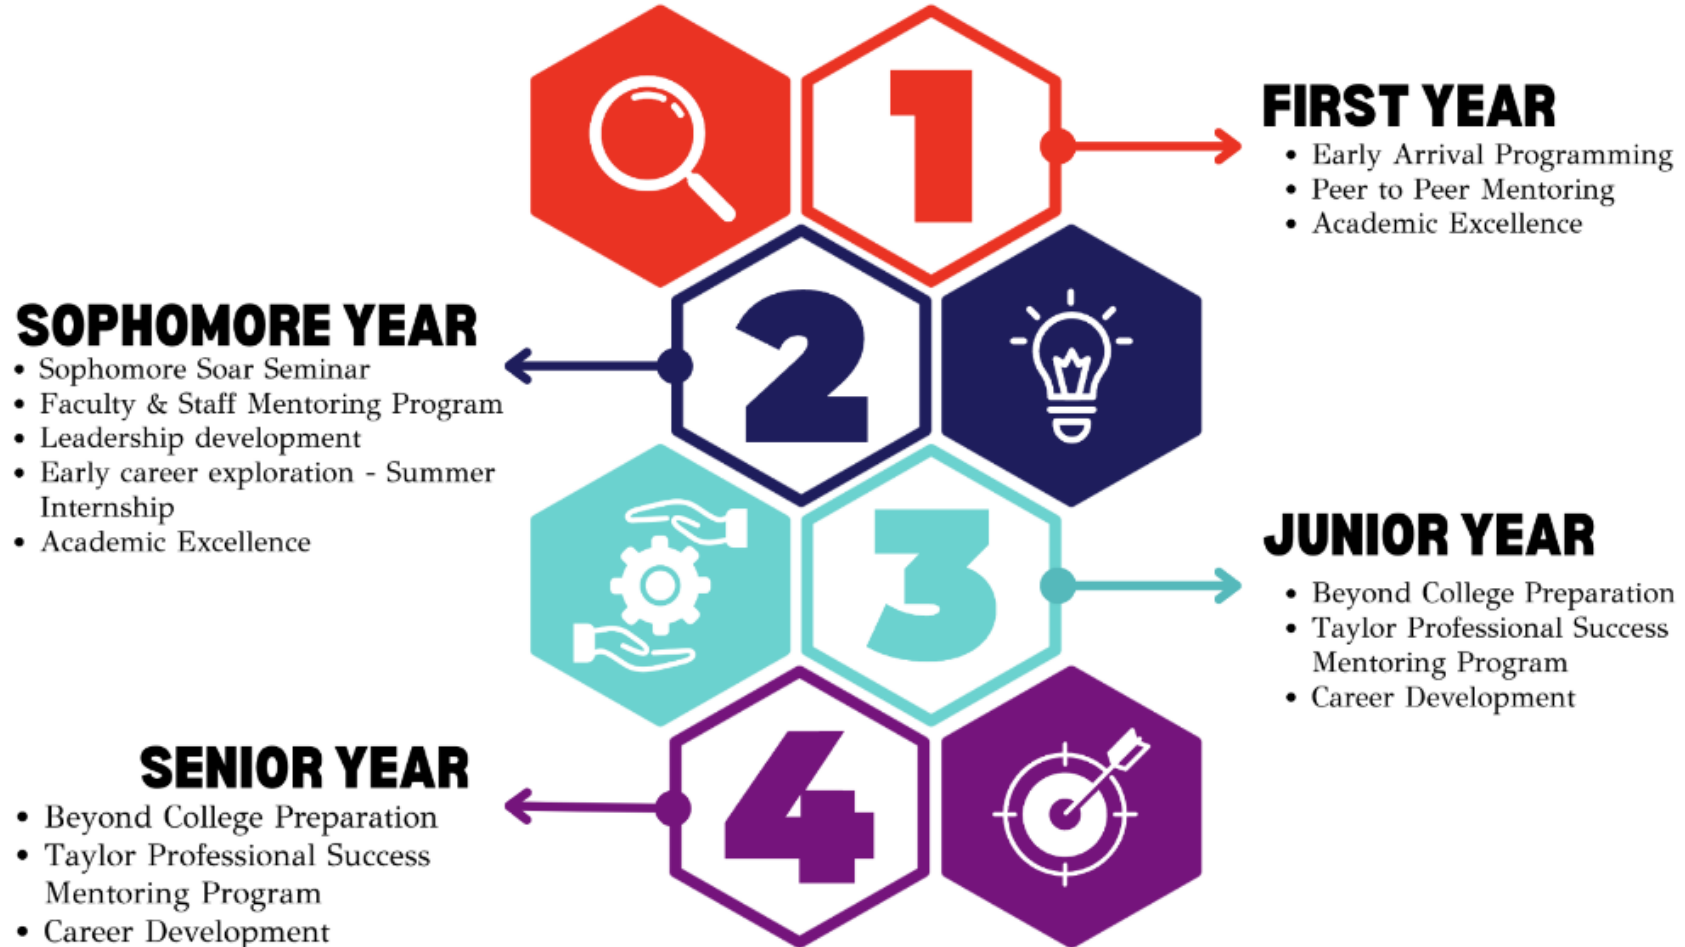 1
FIRST YEAR
• Early Arrival Programming
• Peer to Peer Mentoring
• Academic Excellence
2
SOPHOMORE YEAR
• Sophomore Soar Seminar
• Faculty & Staff Mentoring Program
• Leadership development
• Early career exploration - Summer
Internship
• Academic Excellence
3
JUNIOR YEAR
• Beyond College Preparation
• Taylor Professional Success
Mentoring Program
• Career Development
4
SENIOR YEAR
• Beyond College Preparation
• Taylor Professional Success
Mentoring Program
• Career Development